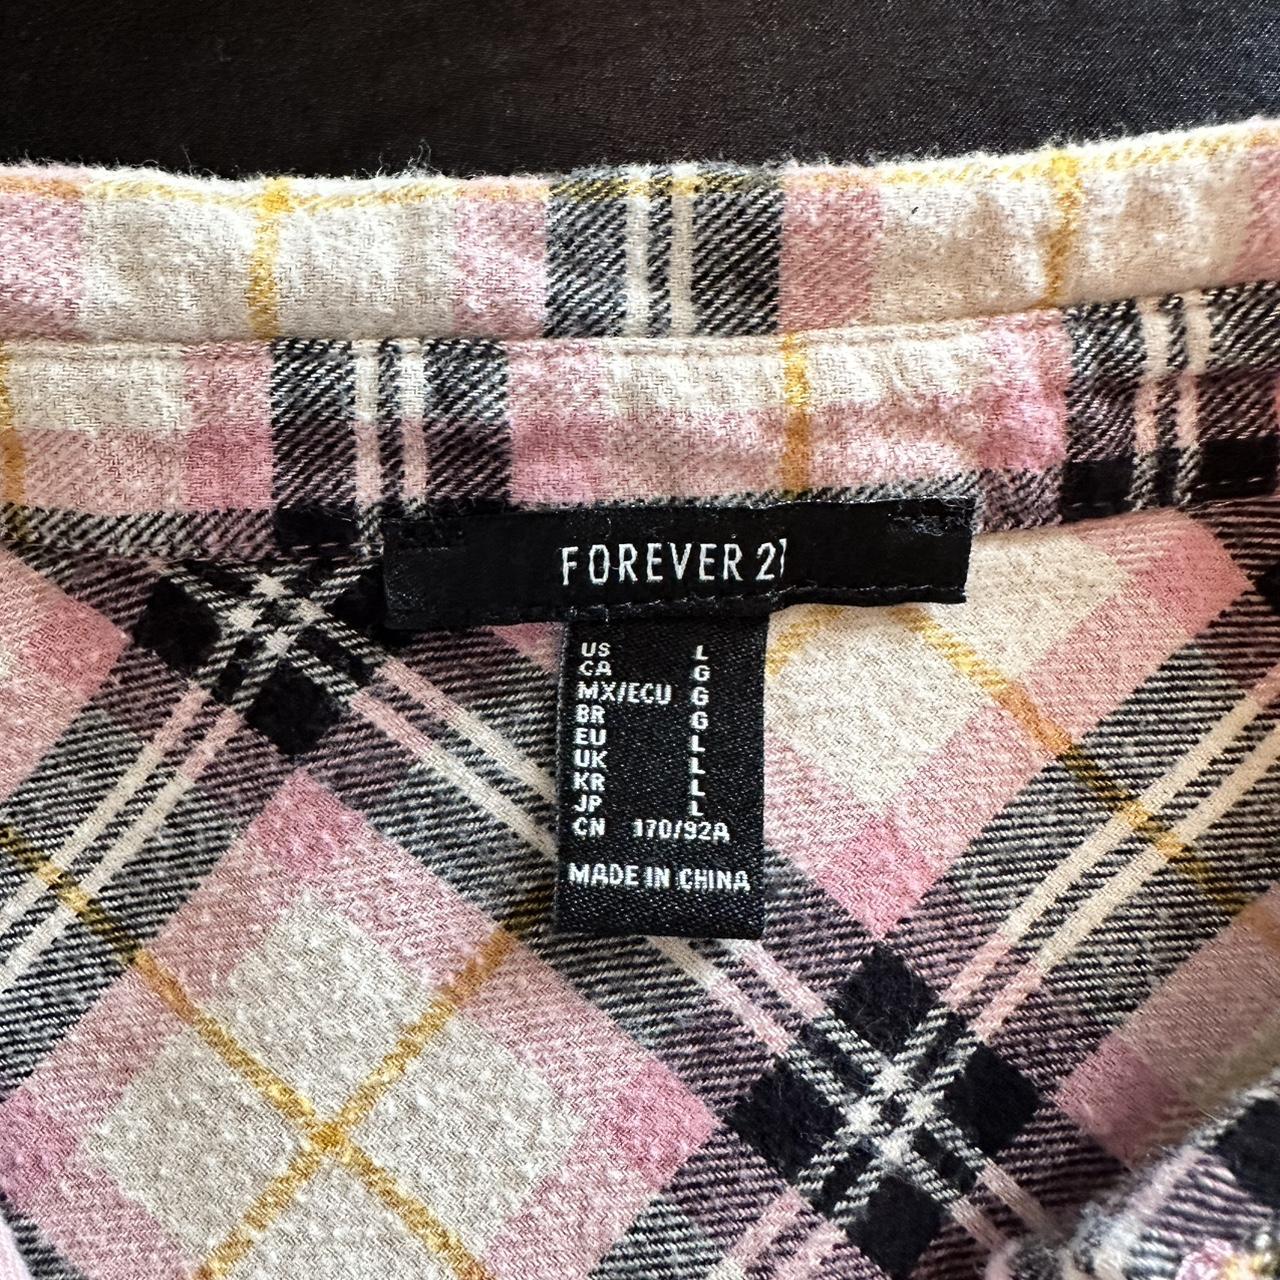 FOREVER 21
US L
CA G
MX/ECU G
BR G
EU L
UK L
KR L
JP L
CN 170/92A
MADE IN CHINA